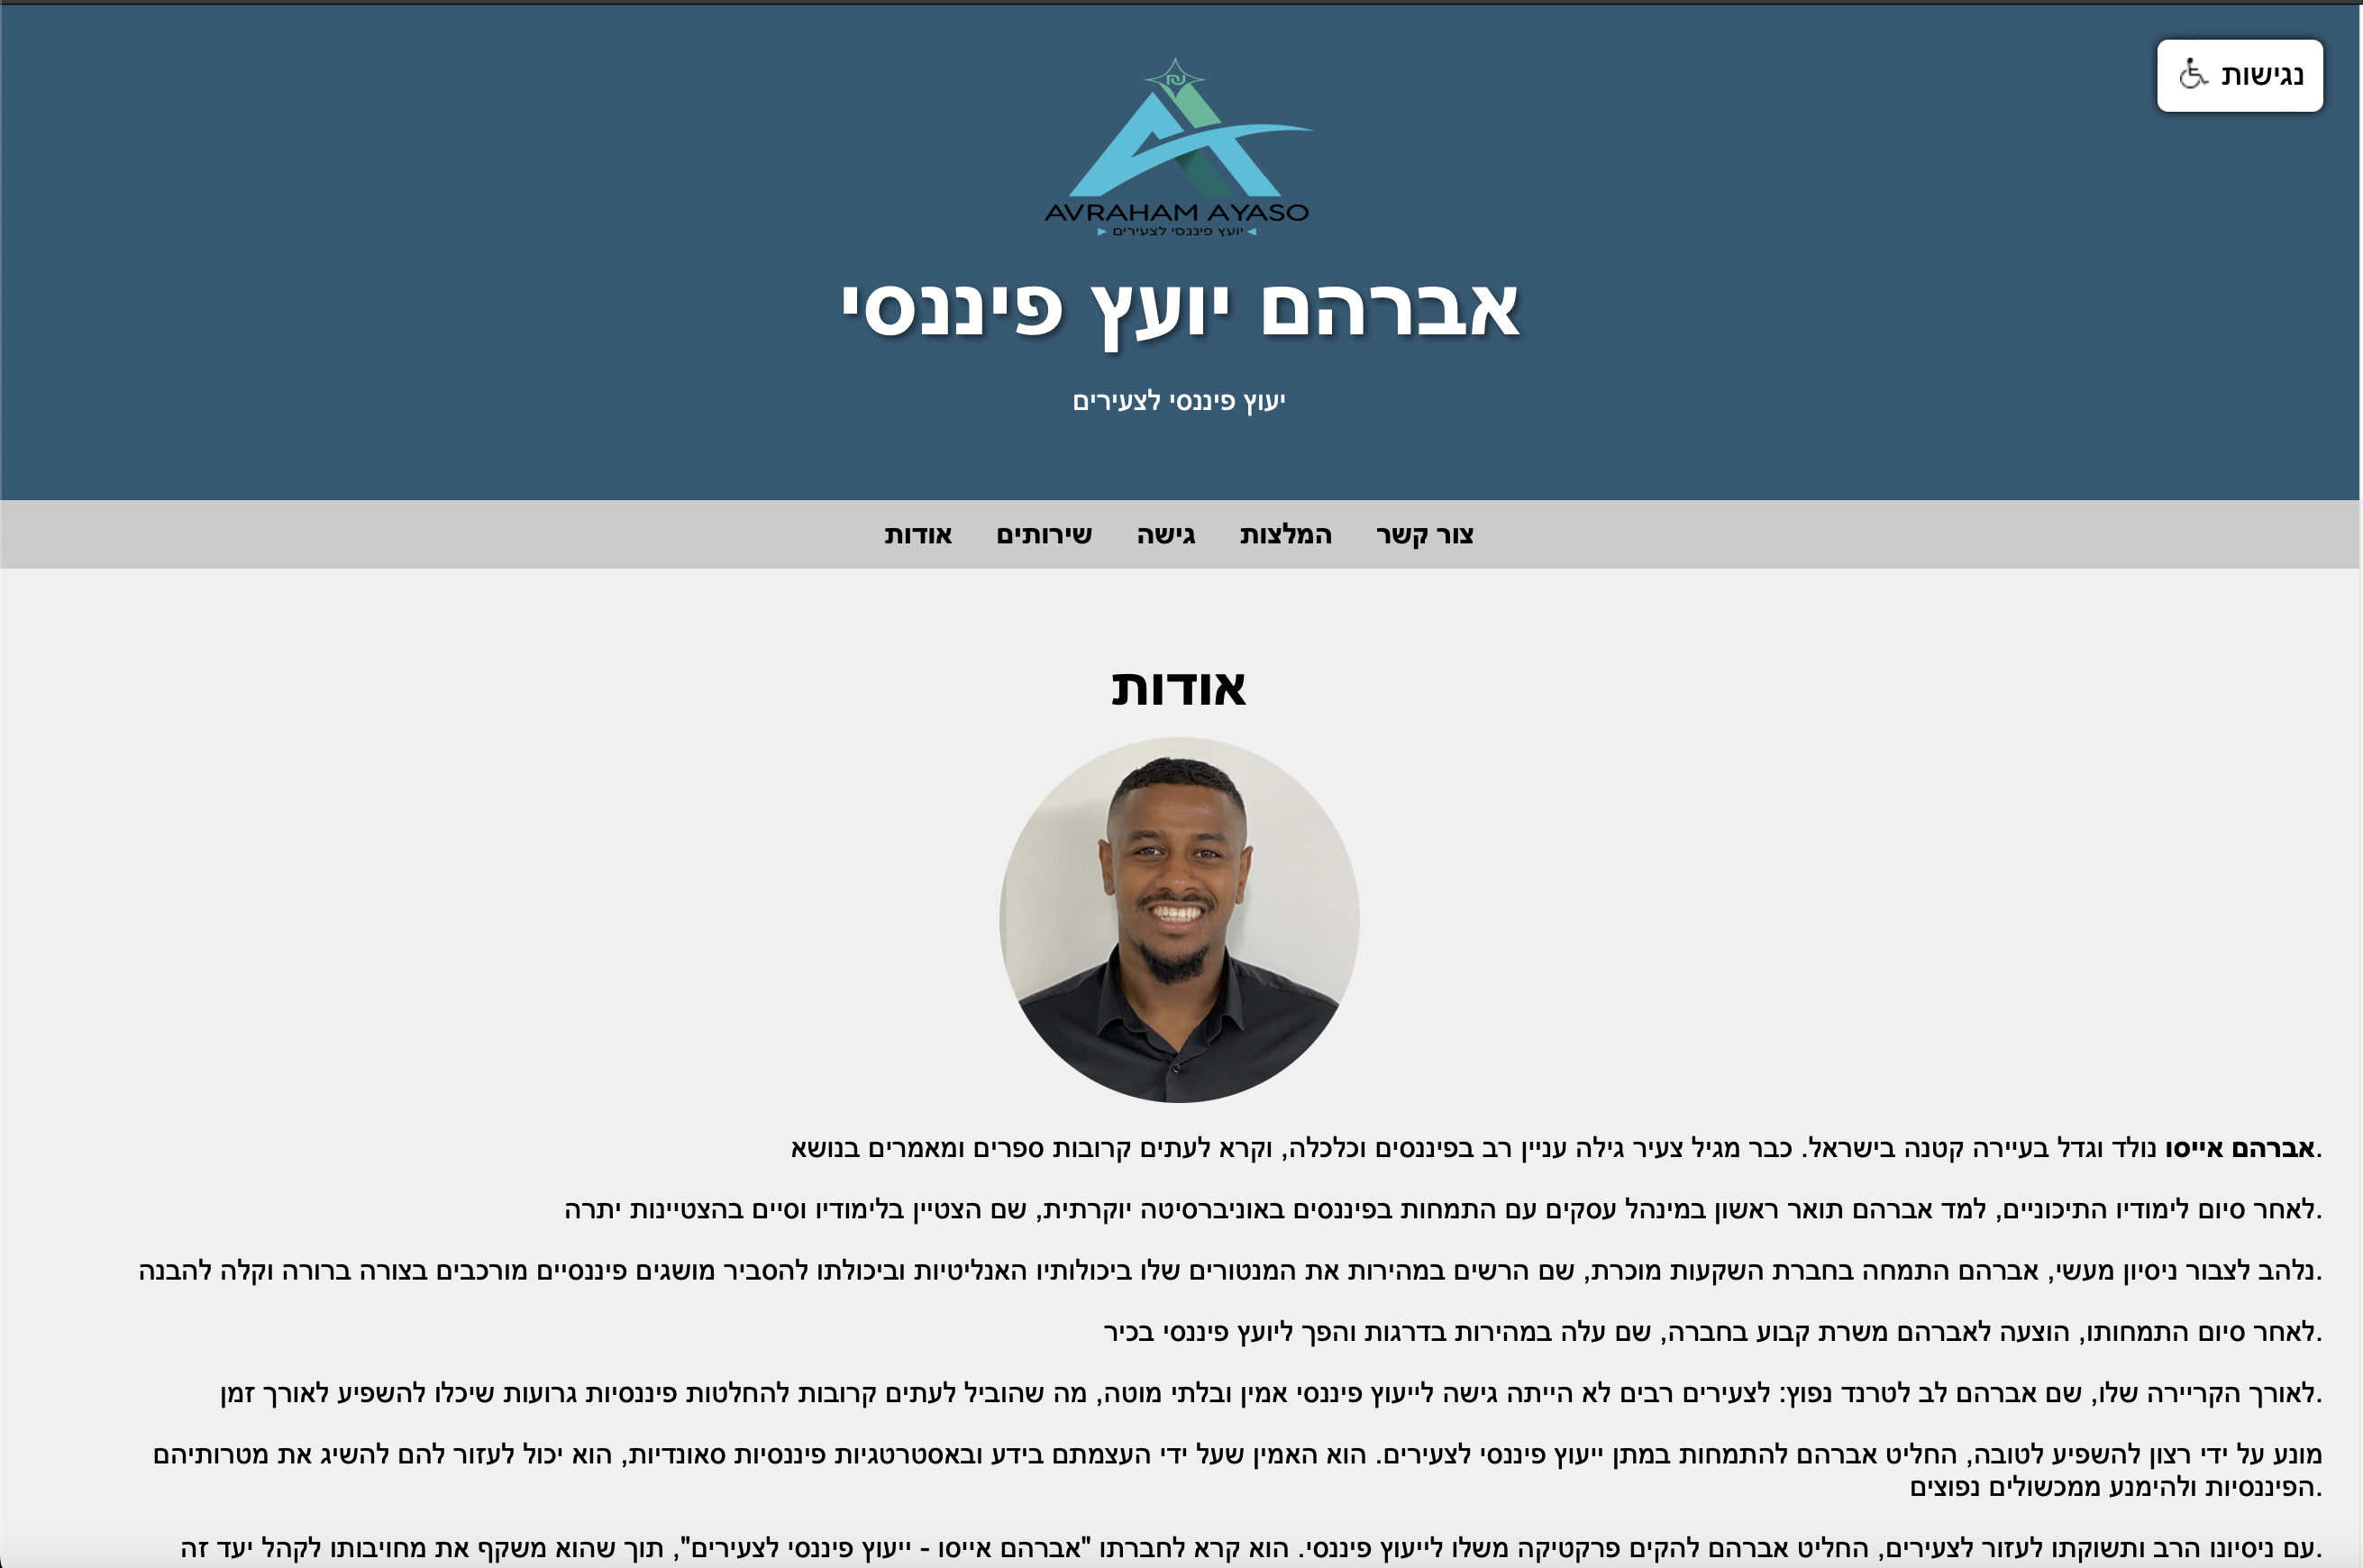 נגישות
₪
AVRAHAM AYASO
יועץ פיננסי לצעירים
אברהם יועץ פיננסי
יעוץ פיננסי לצעירים
צור קשר המלצות גישה שירותים אודות
אודות
.אברהם אייסו נולד וגדל בעיירה קטנה בישראל. כבר מגיל צעיר גילה עניין רב בפיננסים וכלכלה, וקרא לעתים קרובות ספרים ומאמרים בנושא
.לאחר סיום לימודיו התיכוניים, למד אברהם תואר ראשון במינהל עסקים עם התמחות בפיננסים באוניברסיטה יוקרתית, שם הצטיין בלימודיו וסיים בהצטיינות יתרה
.נלהב לצבור ניסיון מעשי, אברהם התמחה בחברת השקעות מוכרת, שם הרשים במהירות את המנטורים שלו ביכולותיו האנליטיות וביכולתו להסביר מושגים פיננסיים מורכבים בצורה ברורה וקלה להבנה
.לאחר סיום התמחותו, הוצעה לאברהם משרת קבוע בחברה, שם עלה במהירות בדרגות והפך ליועץ פיננסי בכיר
.לאורך הקריירה שלו, שם אברהם לב לטרנד נפוץ: לצעירים רבים לא הייתה גישה לייעוץ פיננסי אמין ובלתי מוטה, מה שהוביל לעתים קרובות להחלטות פיננסיות גרועות שיכלו להשפיע לאורך זמן
מונע על ידי רצון להשפיע לטובה, החליט אברהם להתמחות במתן ייעוץ פיננסי לצעירים. הוא האמין שעל ידי העצמתם בידע ובאסטרטגיות פיננסיות סאונדיות, הוא יכול לעזור להם להשיג את מטרותיהם
.הפיננסיות ולהימנע ממכשולים נפוצים
.עם ניסיונו הרב ותשוקתו לעזור לצעירים, החליט אברהם להקים פרקטיקה משלו לייעוץ פיננסי. הוא קרא לחברתו "אברהם אייסו - ייעוץ פיננסי לצעירים", תוך שהוא משקף את מחויבותו לקהל יעד זה